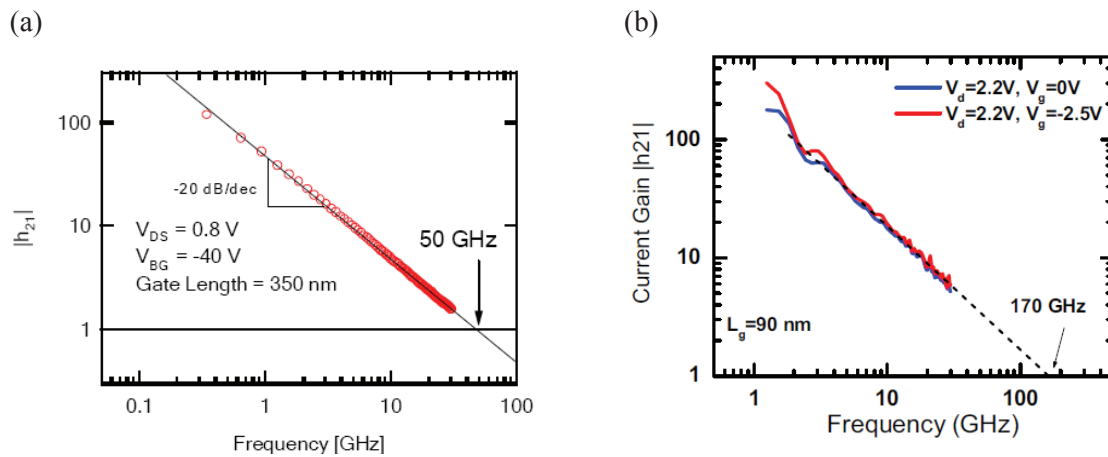 (a)
100
10
1
|h21|
-20 dB/dec
VDS = 0.8 V
VBG = -40 V
Gate Length = 350 nm
50 GHz
0.1
1
10
100
Frequency [GHz]
(b)
Vd=2.2V, Vg=0V
Vd=2.2V, Vg=-2.5V
100
10
1
Current Gain |h21|
170 GHz
Lg=90 nm
1
10
100
Frequency (GHz)